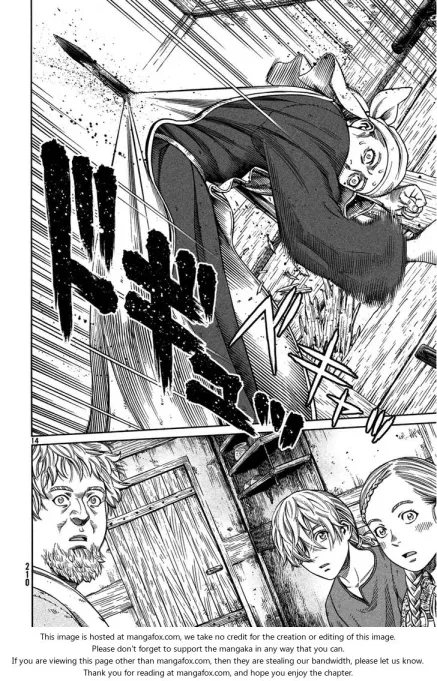 ドギャッ
ベキャッ
14
210
This image is hosted at mangafox.com, we take no credit for the creation or editing of this image.
Please don't forget to support the mangaka in any way that you can.
If you are viewing this page other than mangafox.com, then they are stealing our bandwidth, please let us know.
Thank you for reading at mangafox.com, and hope you enjoy the chapter.